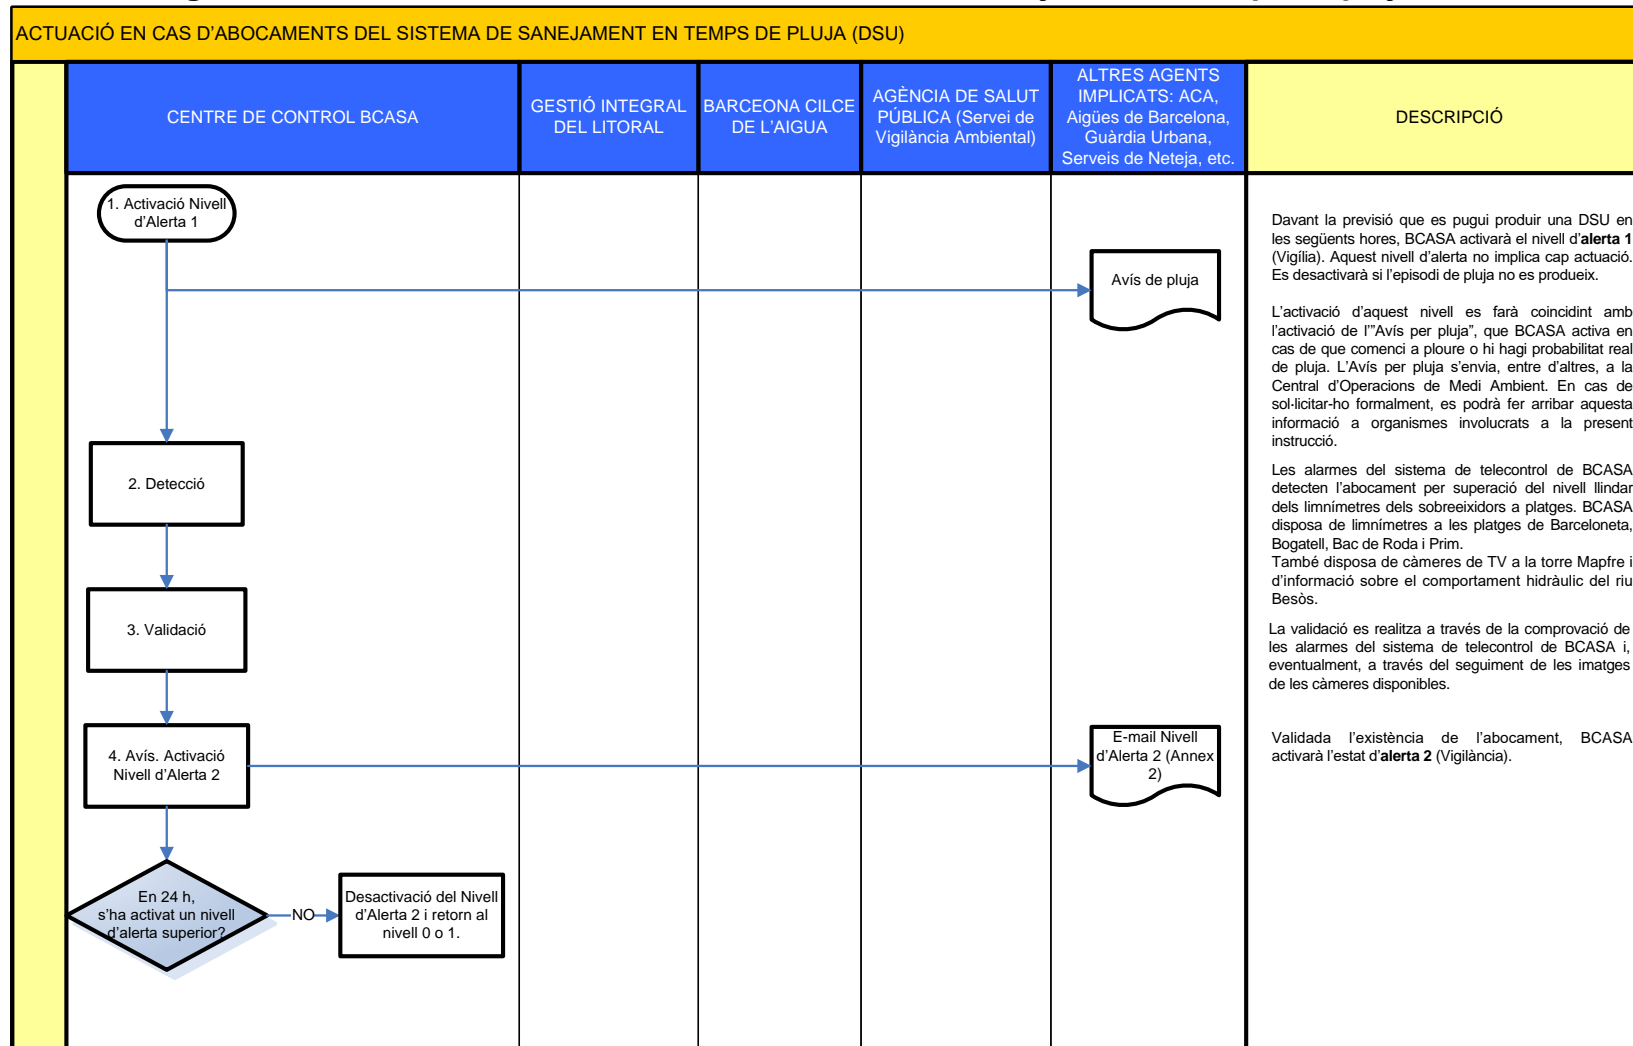 ACTUACIÓ EN CAS D'ABOCAMENTS DEL SISTEMA DE SANEJAMENT EN TEMPS DE PLUJA (DSU)
CENTRE DE CONTROL BCASA
GESTIÓ INTEGRAL
DEL LITORAL
BARCEONA CILCE
DE L'AIGUA
AGÈNCIA DE SALUT
PÚBLICA (Servei de
Vigilància Ambiental)
ALTRES AGENTS
IMPLICATS: ACA,
Aigües de Barcelona,
Guàrdia Urbana,
Serveis de Neteja, etc.
DESCRIPCIÓ
1. Activació Nivell
d'Alerta 1
Avís de pluja
Davant la previsió que es pugui produir una DSU en
les següents hores, BCASA activarà el nivell d'alerta 1
(Vigília). Aquest nivell d'alerta no implica cap actuació.
Es desactivarà si l'episodi de pluja no es produeix.
L'activació d'aquest nivell es farà coincidint amb
l'activació de l'"Avís per pluja", que BCASA activa en
cas de que comenci a ploure o hi hagi probabilitat real
de pluja. L'Avís per pluja s'envia, entre d'altres, a la
Central d'Operacions de Medi Ambient. En cas de
sol·licitar-ho formalment, es podrà fer arribar aquesta
informació a organismes involucrats a la present
instrucció.
2. Detecció
Les alarmes del sistema de telecontrol de BCASA
detecten l'abocament per superació del nivell llindar
dels limnímetres dels sobreeixidors a platges. BCASA
disposa de limnímetres a les platges de Barceloneta,
Bogatell, Bac de Roda i Prim.
També disposa de càmeres de TV a la torre Mapfre i
d'informació sobre el comportament hidràulic del riu
Besòs.
3. Validació
La validació es realitza a través de la comprovació de
les alarmes del sistema de telecontrol de BCASA i,
eventualment, a través del seguiment de les imatges
de les càmeres disponibles.
4. Avís. Activació
Nivell d'Alerta 2
E-mail Nivell
d'Alerta 2 (Annex
2)
Validada l'existència de l'abocament, BCASA
activarà l'estat d'alerta 2 (Vigilància).
En 24 h,
s'ha activat un nivell
d'alerta superior?
NO
Desactivació del Nivell
d'Alerta 2 i retorn al
nivell 0 o 1.